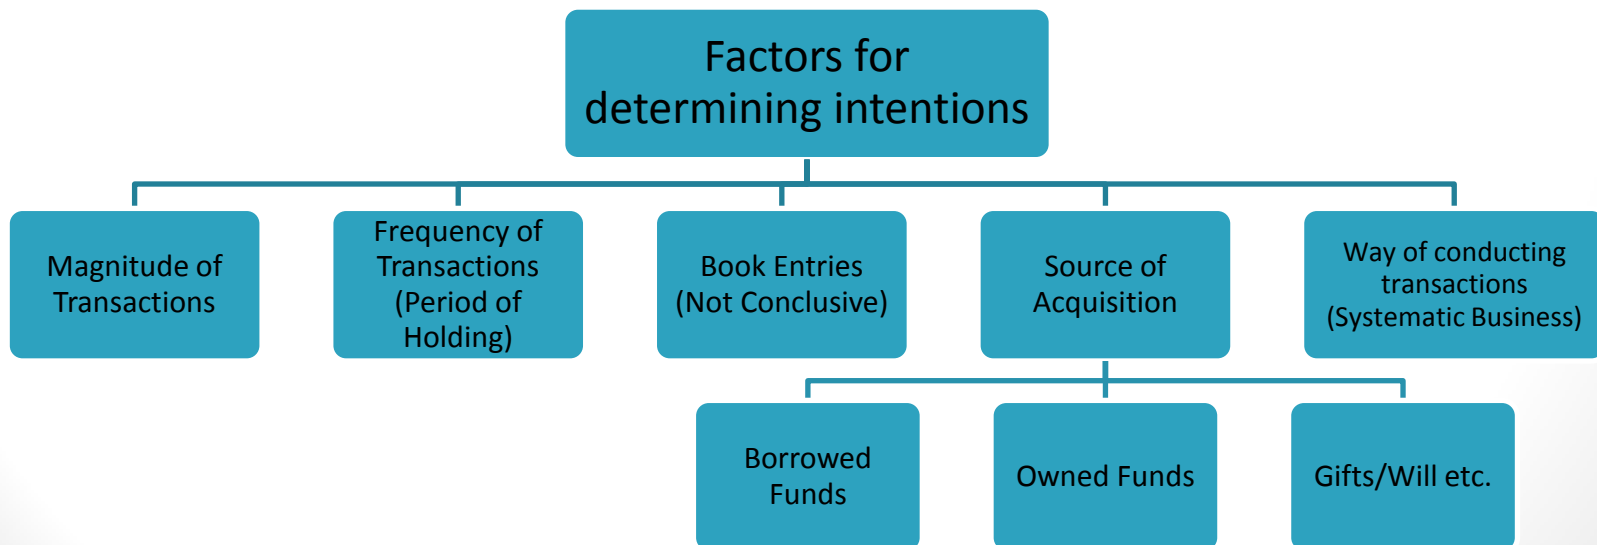 Factors for
determining intentions
Magnitude of
Transactions
Frequency of
Transactions
(Period of
Holding)
Book Entries
(Not Conclusive)
Source of
Acquisition
Way of conducting
transactions
(Systematic Business)
Borrowed
Funds
Owned Funds
Gifts/Will etc.